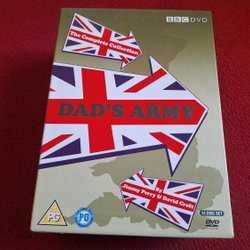 BBC DVD
The Complete Collection
DAD'S ARMY
By
Jimmy Perry & David Croft
PG
PG
14 DISC SET
DVD